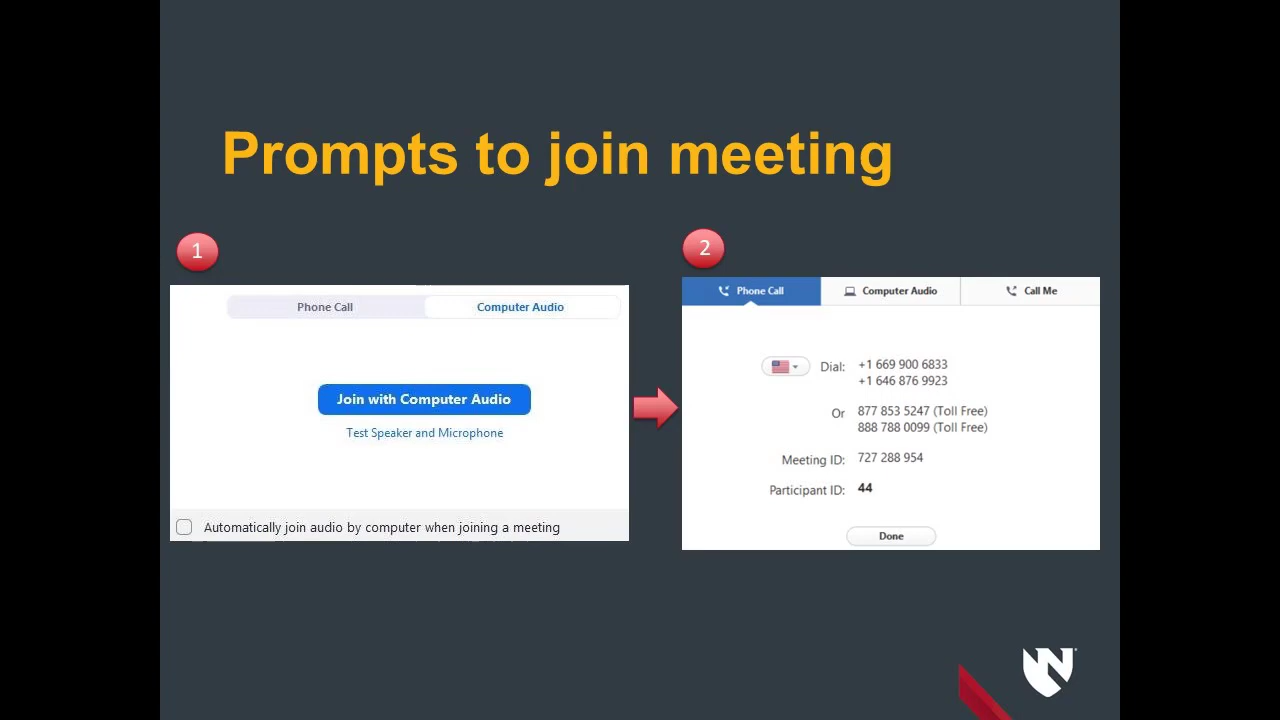 Prompts to join meeting
1
Phone Call Computer Audio
Join with Computer Audio
Test Speaker and Microphone
Automatically join audio by computer when joining a meeting
2
Phone Call Computer Audio Call Me
Dial: +1 669 900 6833
+1 646 876 9923
Or 877 853 5247 (Toll Free)
888 788 0099 (Toll Free)
Meeting ID: 727 288 954
Participant ID: 44
Done
N